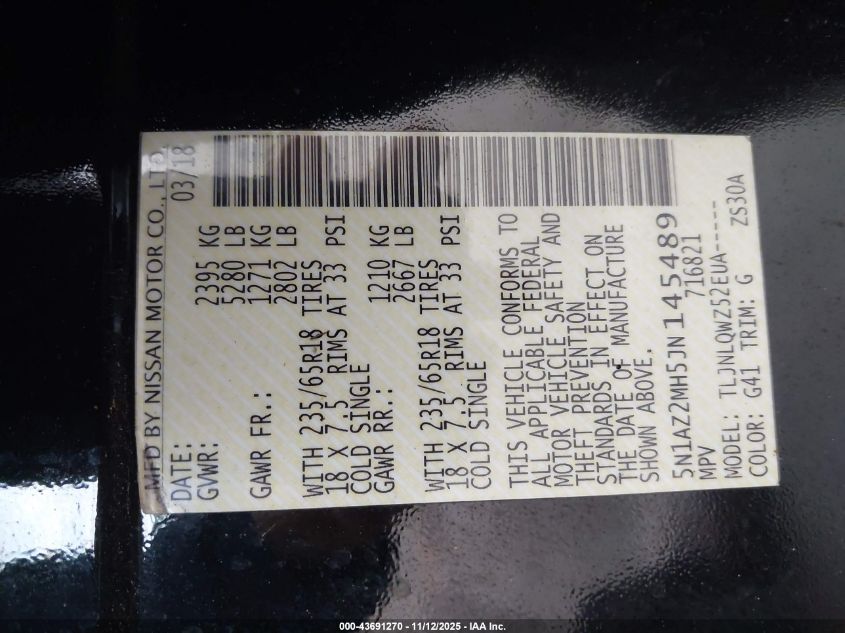 MFD BY NISSAN MOTOR CO., LTD.
DATE: 03/18
GVWR: 2395 KG
5280 LB
GAWR FR.: 1271 KG
2802 LB
WITH 235/65R18 TIRES
18 X 7.5 RIMS AT 33 PSI
COLD SINGLE
GAWR RR.: 1210 KG
2667 LB
WITH 235/65R18 TIRES
18 X 7.5 RIMS AT 33 PSI
COLD SINGLE
THIS VEHICLE CONFORMS TO
ALL APPLICABLE FEDERAL
MOTOR VEHICLE SAFETY AND
THEFT PREVENTION
STANDARDS IN EFFECT ON
THE DATE OF MANUFACTURE
SHOWN ABOVE.
5N1AZ2MH5JN145489
MPV 716821
MODEL: TLJNLQWZ52EUA-----
COLOR: G41 TRIM: G ZS30A
000-43691270 - 11/12/2025 - IAA Inc.